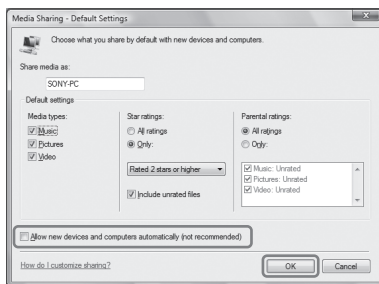 Media Sharing - Default Settings
Choose what you share by default with new devices and computers.
Share media as:
SONY-PC
Default settings
Media types:
Music
Pictures
Video
Star ratings:
All ratings
Only:
Rated 2 stars or higher
Include unrated files
Parental ratings:
All ratings
Only:
Music: Unrated
Pictures: Unrated
Video: Unrated
Allow new devices and computers automatically (not recommended)
How do I customize sharing?
OK
Cancel